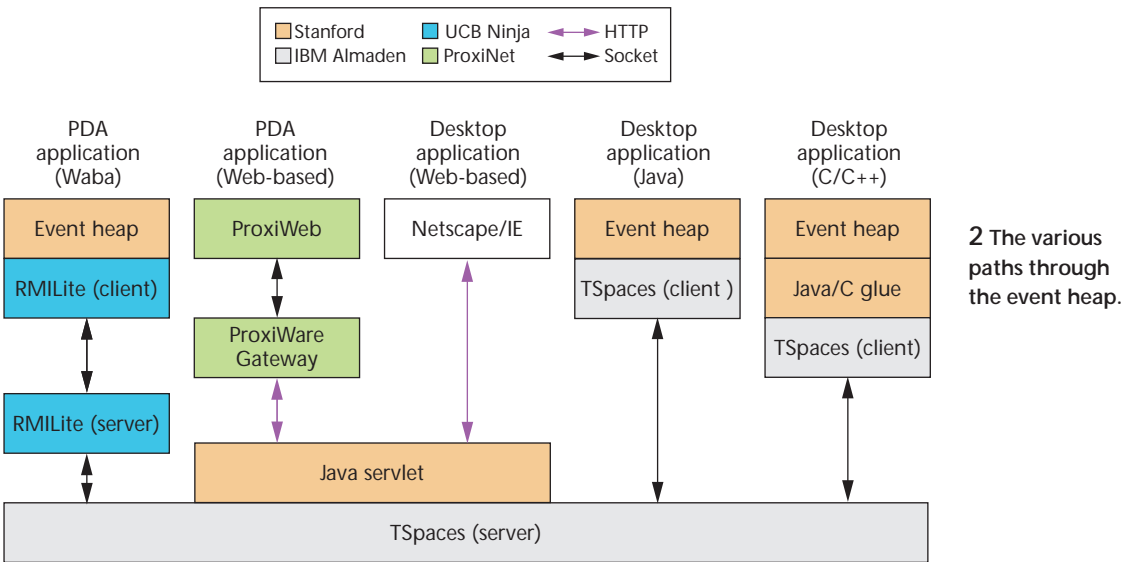 Stanford
UCB Ninja
HTTP
IBM Almaden
ProxiNet
Socket
PDA
application
(Waba)
PDA
application
(Web-based)
Desktop
application
(Web-based)
Desktop
application
(Java)
Desktop
application
(C/C++)
Event heap
RMILite (client)
RMILite (server)
ProxiWeb
ProxiWare
Gateway
Netscape/IE
Java servlet
Event heap
TSpaces (client )
Event heap
Java/C glue
TSpaces (client)
TSpaces (server)
2 The various
paths through
the event heap.